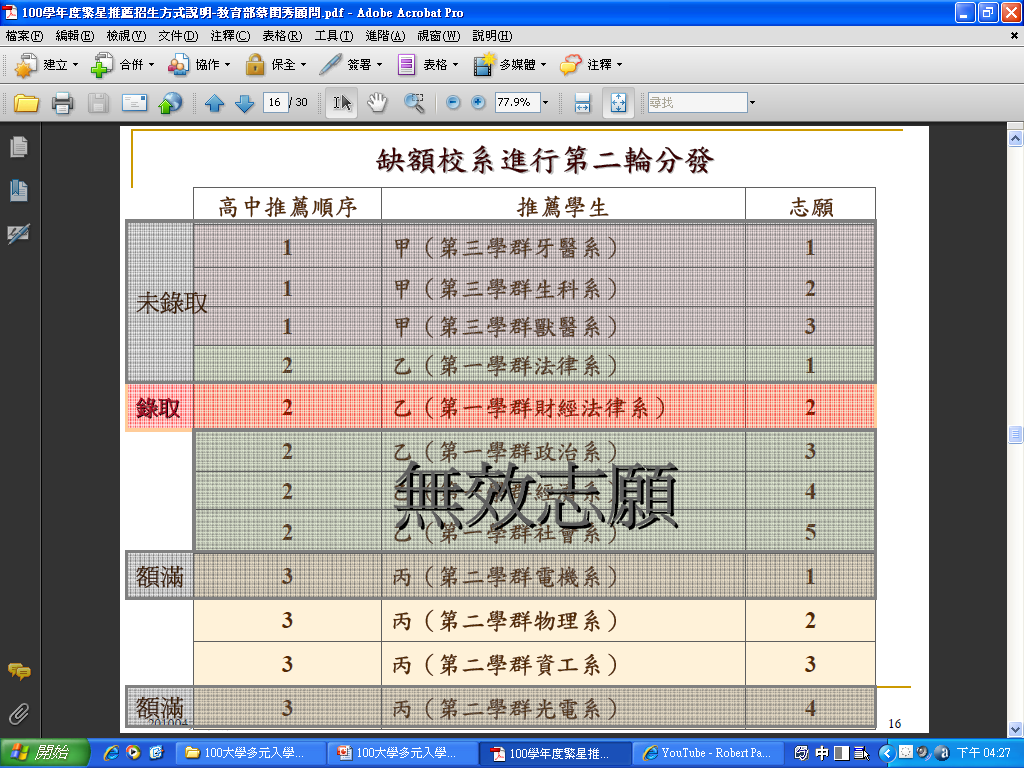 100學年度繁星推薦招生方式說明-教育部蔡閨秀顧問.pdf - Adobe Acrobat Pro
檔案(F) 編輯(E) 檢視(V) 文件(D) 注釋(C) 表格(R) 工具(T) 進階(A) 視窗(W) 說明(H)
建立 合併 協作 保全 簽署 表格 多媒體 注釋
16 / 30 77.9% 尋找
缺額校系進行第二輪分發
高中推薦順序 推薦學生 志願
1 甲（第三學群牙醫系） 1
1 甲（第三學群生科系） 2
未錄取
1 甲（第三學群獸醫系） 3
2 乙（第一學群法律系） 1
錄取 2 乙（第一學群財經法律系） 2
2 乙（第一學群政治系） 3
2 4
無效志願
2 乙（第一學群社會系） 5
額滿 3 丙（第二學群電機系） 1
3 丙（第二學群物理系） 2
3 丙（第二學群資工系） 3
額滿 3 丙（第二學群光電系） 4
16
開始 100大學多元入學... 100大學多元入學... 100學年度繁星推... YouTube - Robert Pa... 中 下午 04:27